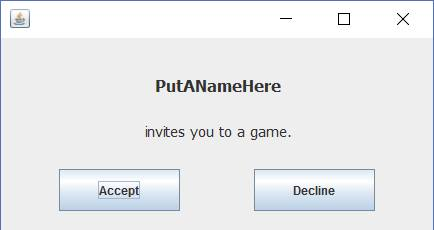 PutANameHere
invites you to a game.
Accept
Decline